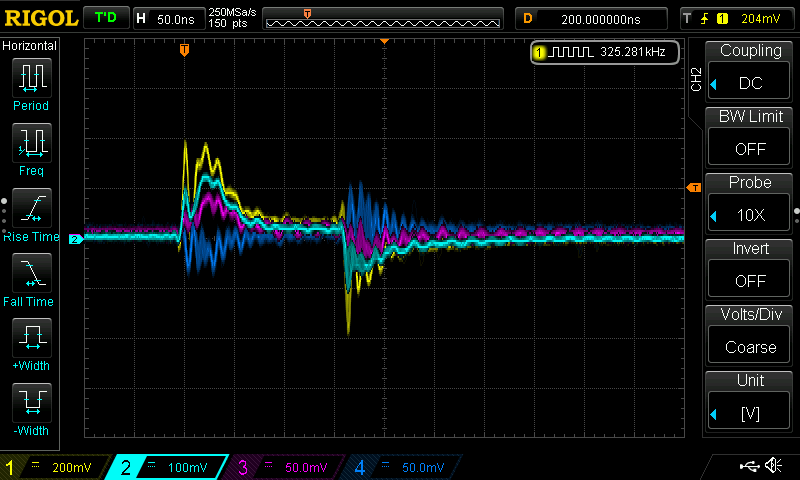 RIGOL T'D H 50.0ns 250MSa/s 150 pts T D 200.000000ns T 1 204mV
Horizontal
Period
Freq
Rise Time
Fall Time
+Width
-Width
T
1 325.281kHz
T
2
CH2
Coupling
DC
BW Limit
OFF
Probe
10X
Invert
OFF
Volts/Div
Coarse
Unit
[V]
1 200mV 2 100mV 3 50.0mV 4 50.0mV